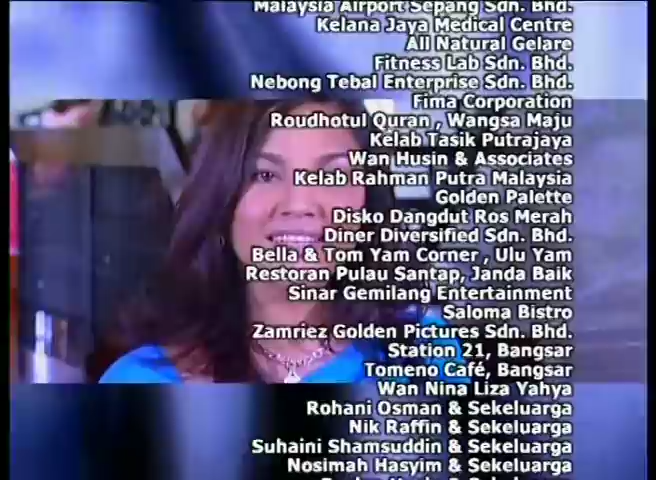 Malaysia Airport Sepang Sdn. Bhd.
Kelana Jaya Medical Centre
All Natural Gelare
Fitness Lab Sdn. Bhd.
Nebong Tebal Enterprise Sdn. Bhd.
Fima Corporation
Roudhotul Quran , Wangsa Maju
Kelab Tasik Putrajaya
Wan Husin & Associates
Kelab Rahman Putra Malaysia
Golden Palette
Disko Dangdut Ros Merah
Diner Diversified Sdn. Bhd.
Bella & Tom Yam Corner , Ulu Yam
Restoran Pulau Santap, Janda Baik
Sinar Gemilang Entertainment
Saloma Bistro
Zamriez Golden Pictures Sdn. Bhd.
Station 21, Bangsar
Tomeno Café, Bangsar
Wan Nina Liza Yahya
Rohani Osman & Sekeluarga
Nik Raffin & Sekeluarga
Suhaini Shamsuddin & Sekeluarga
Nosimah Hasyim & Sekeluarga